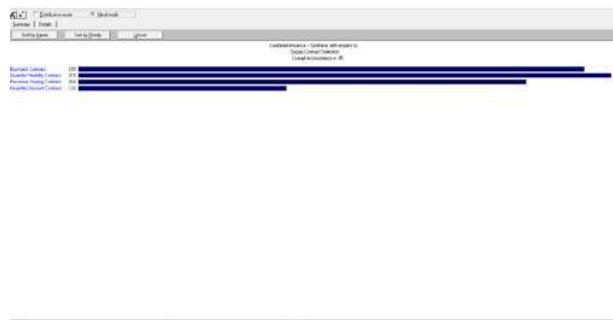 Distributive mode Ideal mode
Summary Details
Sort by Name Sort by Priority Unsort
Combined instance -- Synthesis with respect to:
Supply Contract Selection
Overall Inconsistency =
Buyback Contract
Quantity Flexibility Contract
Revenue Sharing Contract
Quantity Discount Contract